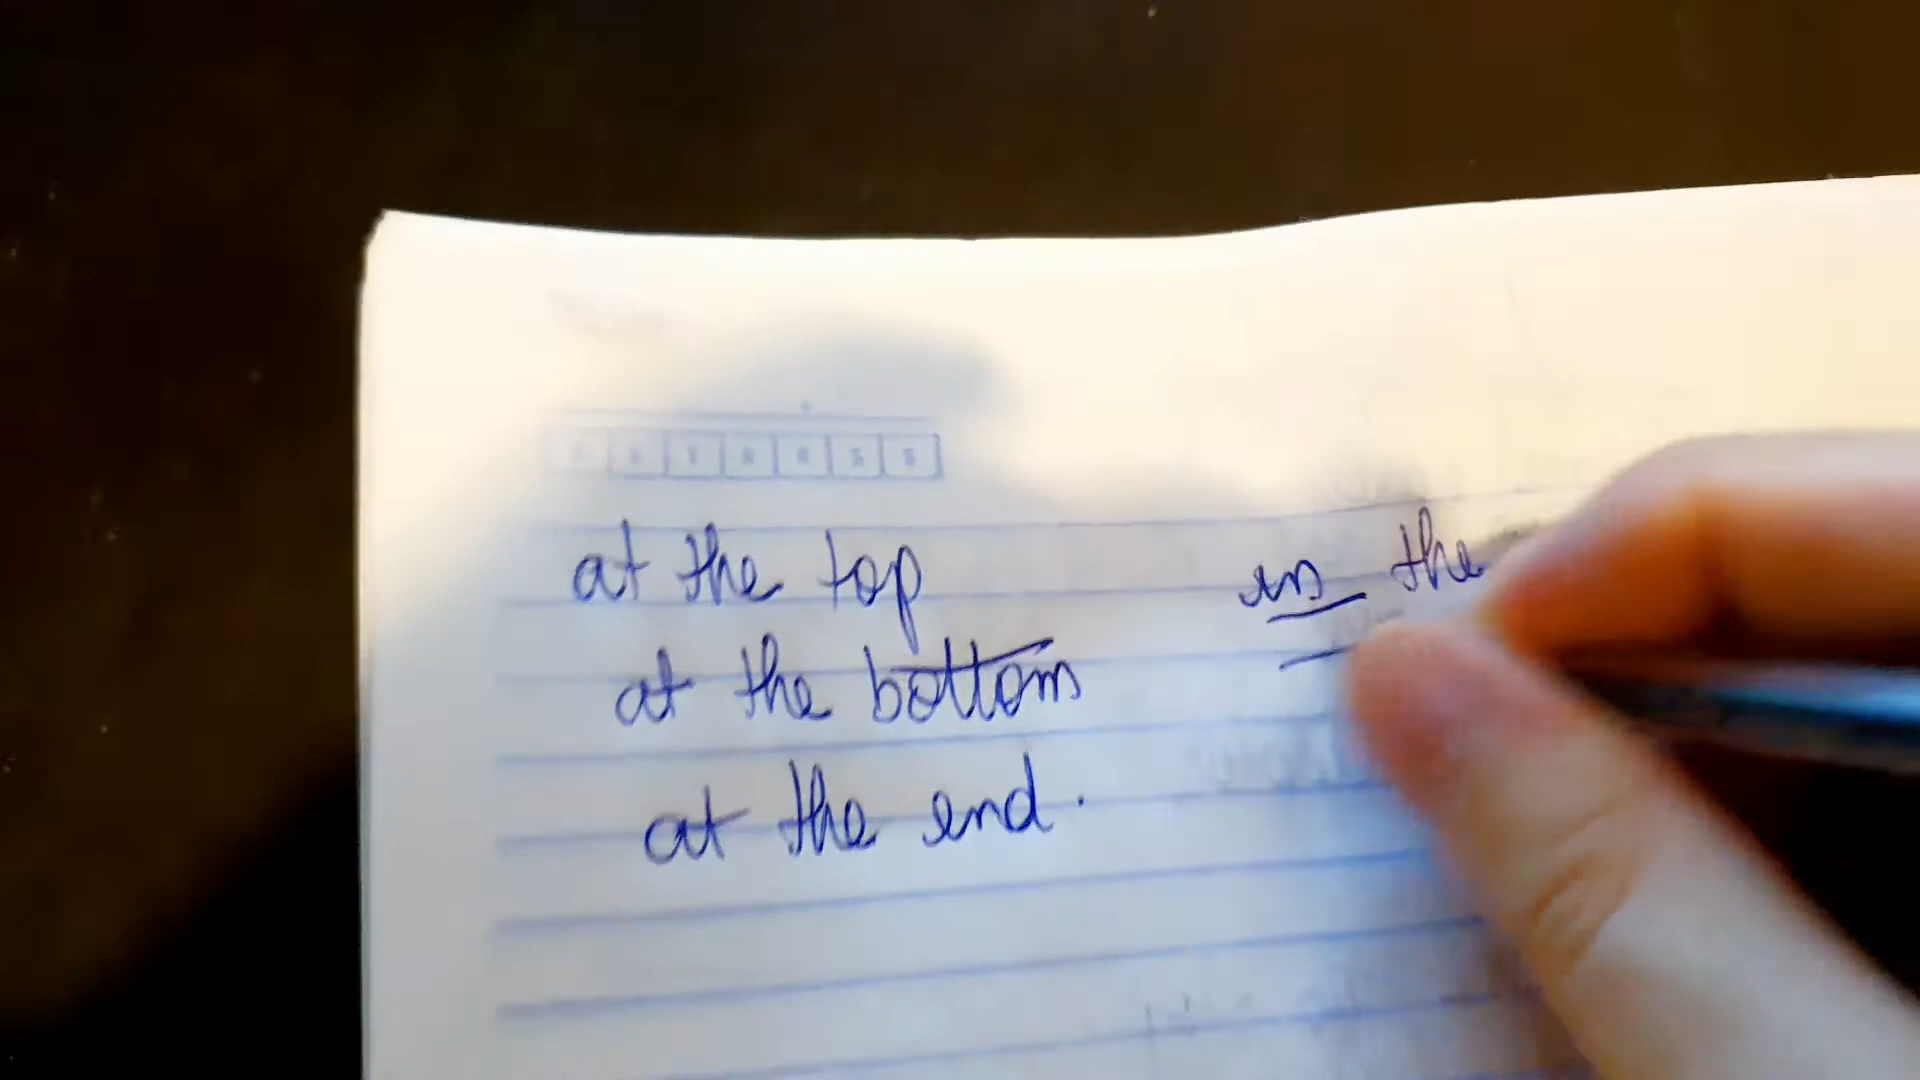 at the top
in the
at the bottom
at the end.